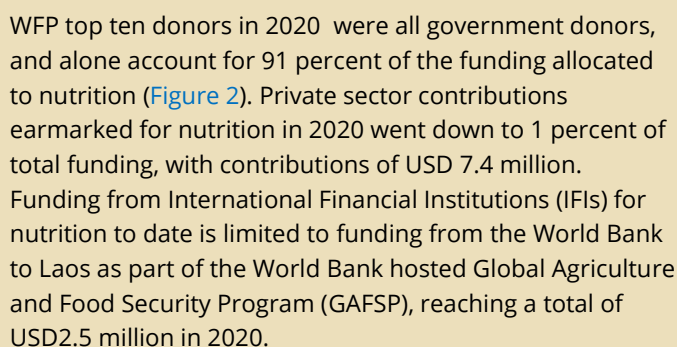 WFP top ten donors in 2020  were all government donors,
and alone account for 91 percent of the funding allocated
to nutrition (Figure 2). Private sector contributions
earmarked for nutrition in 2020 went down to 1 percent of
total funding, with contributions of USD 7.4 million.
Funding from International Financial Institutions (IFIs) for
nutrition to date is limited to funding from the World Bank
to Laos as part of the World Bank hosted Global Agriculture
and Food Security Program (GAFSP), reaching a total of
USD2.5 million in 2020.